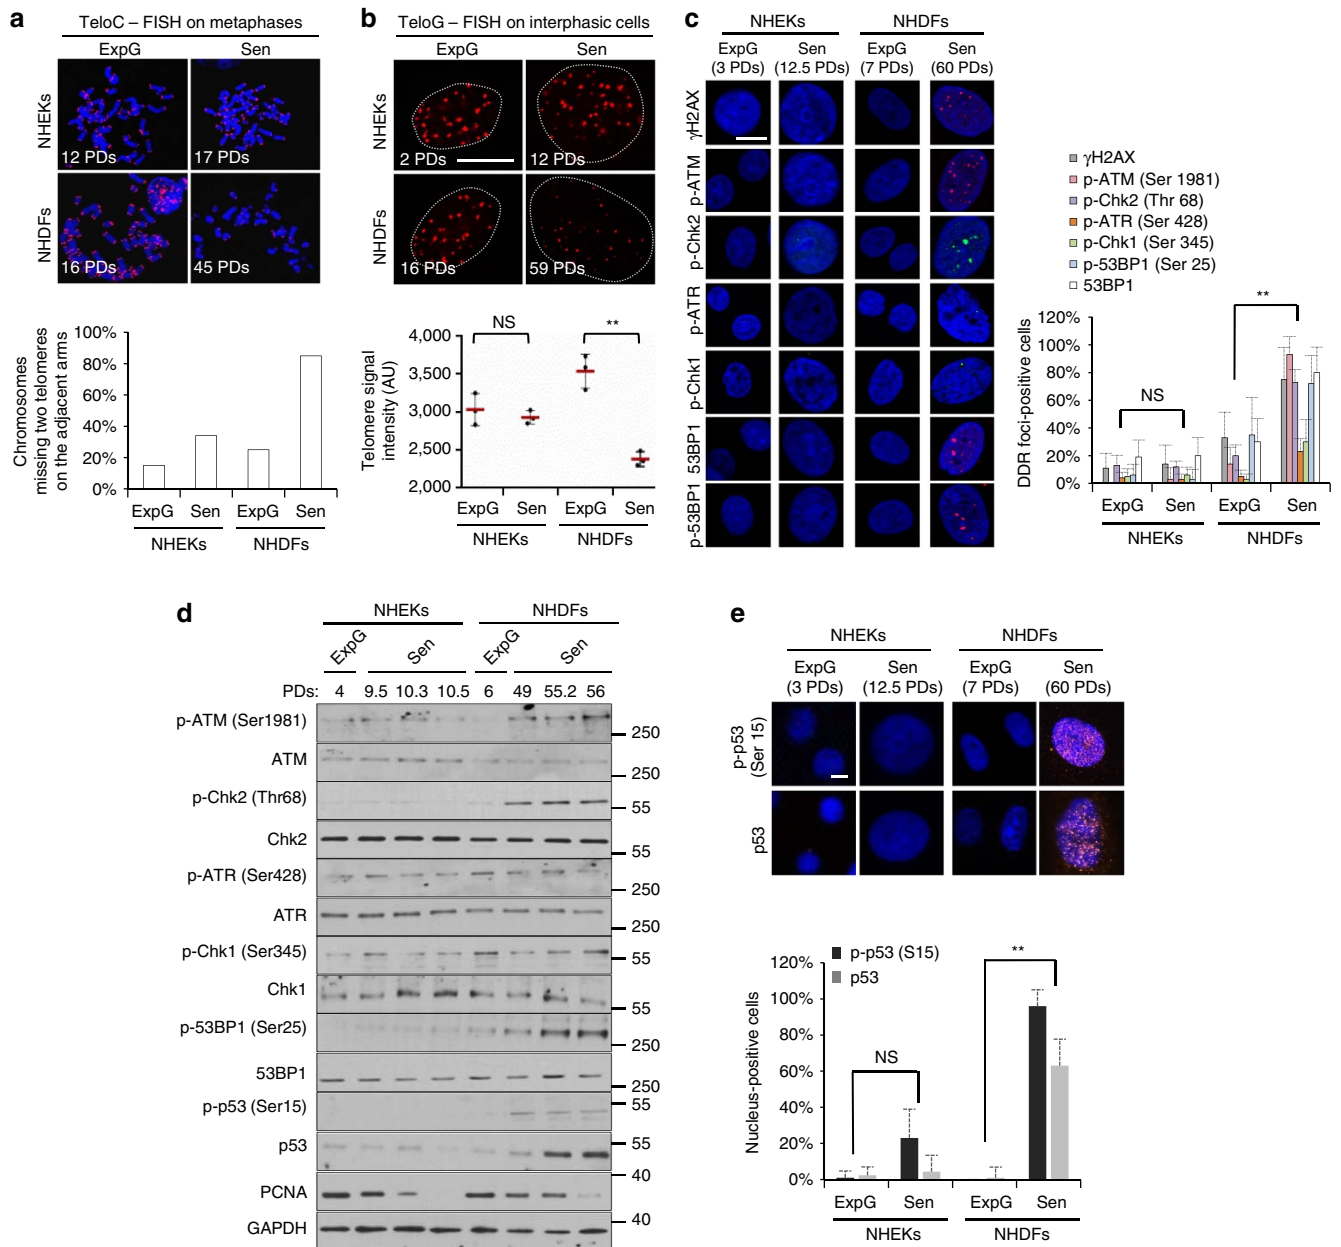 a
TeloC – FISH on metaphases
ExpG Sen
NHEKs
12 PDs 17 PDs
NHDFs
16 PDs 45 PDs
Chromosomes
missing two telomeres
on the adjacent arms
100%
80%
60%
40%
20%
0%
ExpG Sen ExpG Sen
NHEKs NHDFs
b
TeloG – FISH on interphasic cells
ExpG Sen
NHEKs
2 PDs 12 PDs
NHDFs
16 PDs 59 PDs
Telomere signal
intensity (AU)
4,000
3,500
3,000
2,500
2,000
NS **
ExpG Sen ExpG Sen
NHEKs NHDFs
c
NHEKs NHDFs
ExpG Sen ExpG Sen
(3 PDs) (12.5 PDs) (7 PDs) (60 PDs)
γH2AX
p-ATM
p-Chk2
p-ATR
p-Chk1
53BP1
p-53BP1
γH2AX
p-ATM (Ser 1981)
p-Chk2 (Thr 68)
p-ATR (Ser 428)
p-Chk1 (Ser 345)
p-53BP1 (Ser 25)
53BP1
DDR foci-positive cells
120%
100%
80%
60%
40%
20%
0%
NS **
ExpG Sen ExpG Sen
NHEKs NHDFs
d
NHEKs NHDFs
ExpG Sen ExpG Sen
PDs: 4 9.5 10.3 10.5 6 49 55.2 56
p-ATM (Ser1981) 250
ATM 250
p-Chk2 (Thr68) 55
Chk2 55
p-ATR (Ser428) 250
ATR 250
p-Chk1 (Ser345) 55
Chk1 55
p-53BP1 (Ser25) 250
53BP1 250
p-p53 (Ser15) 55
p53 55
40
PCNA
GAPDH 40
e
NHEKs NHDFs
ExpG Sen ExpG Sen
(3 PDs) (12.5 PDs) (7 PDs) (60 PDs)
p-p53
(Ser 15)
p53
p-p53 (S15)
p53
Nucleus-positive cells
120%
100%
80%
60%
40%
20%
0%
NS **
ExpG Sen ExpG Sen
NHEKs NHDFs